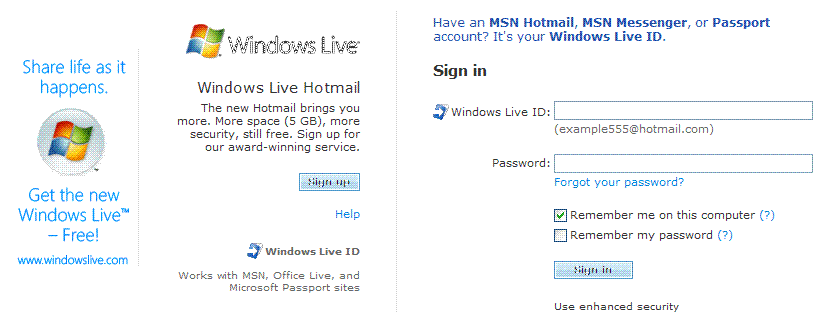 Share life as it
happens.
Get the new
Windows Live™
– Free!
www.windowslive.com
Windows Live™
Windows Live Hotmail
The new Hotmail brings you
more. More space (5 GB), more
security, still free. Sign up for
our award-winning service.
Sign up
Help
Windows Live ID
Works with MSN, Office Live, and
Microsoft Passport sites
Have an MSN Hotmail, MSN Messenger, or Passport
account? It's your Windows Live ID.
Sign in
Windows Live ID:
(example555@hotmail.com)
Password:
Forgot your password?
Remember me on this computer (?)
Remember my password (?)
Sign in
Use enhanced security